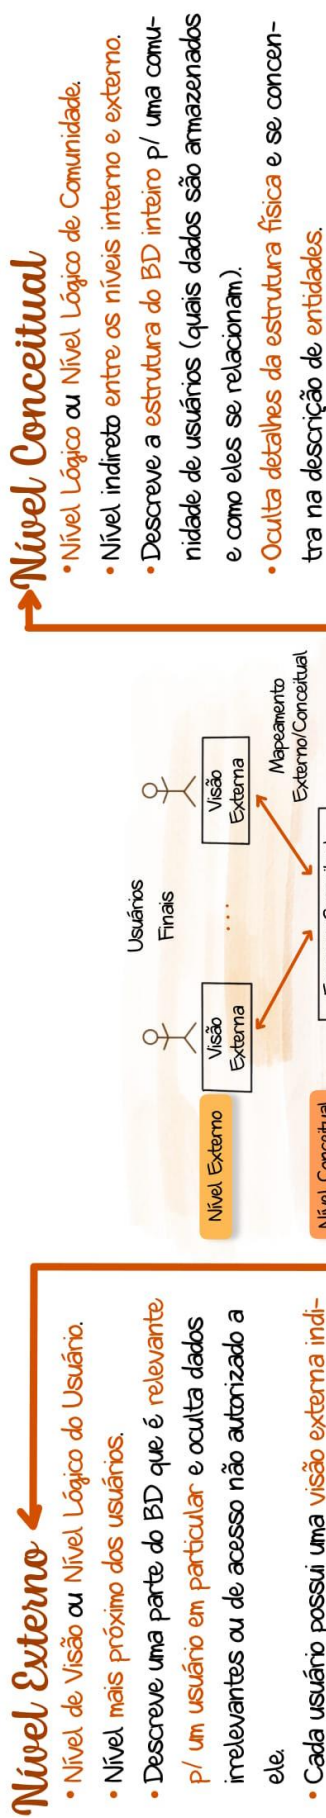 Nível Externo
• Nível de Visão ou Nível Lógico do Usuário.
• Nível mais próximo dos usuários.
• Descreve uma parte do BD que é relevante
p/ um usuário em particular e oculta dados
irrelevantes ou de acesso não autorizado a
ele.
• Cada usuário possui uma visão externa indi-
Usuários
Finais
Visão
Externa
...
Visão
Externa
Nível Externo
Mapeamento
Externo/Conceitual
Nível Conceitual
Nível Conceitual
• Nível Lógico ou Nível Lógico de Comunidade.
• Nível indireto entre os níveis interno e externo.
• Descreve a estrutura do BD inteiro p/ uma comu-
nidade de usuários (quais dados são armazenados
e como eles se relacionam).
• Oculta detalhes da estrutura física e se concen-
tra na descrição de entidades.